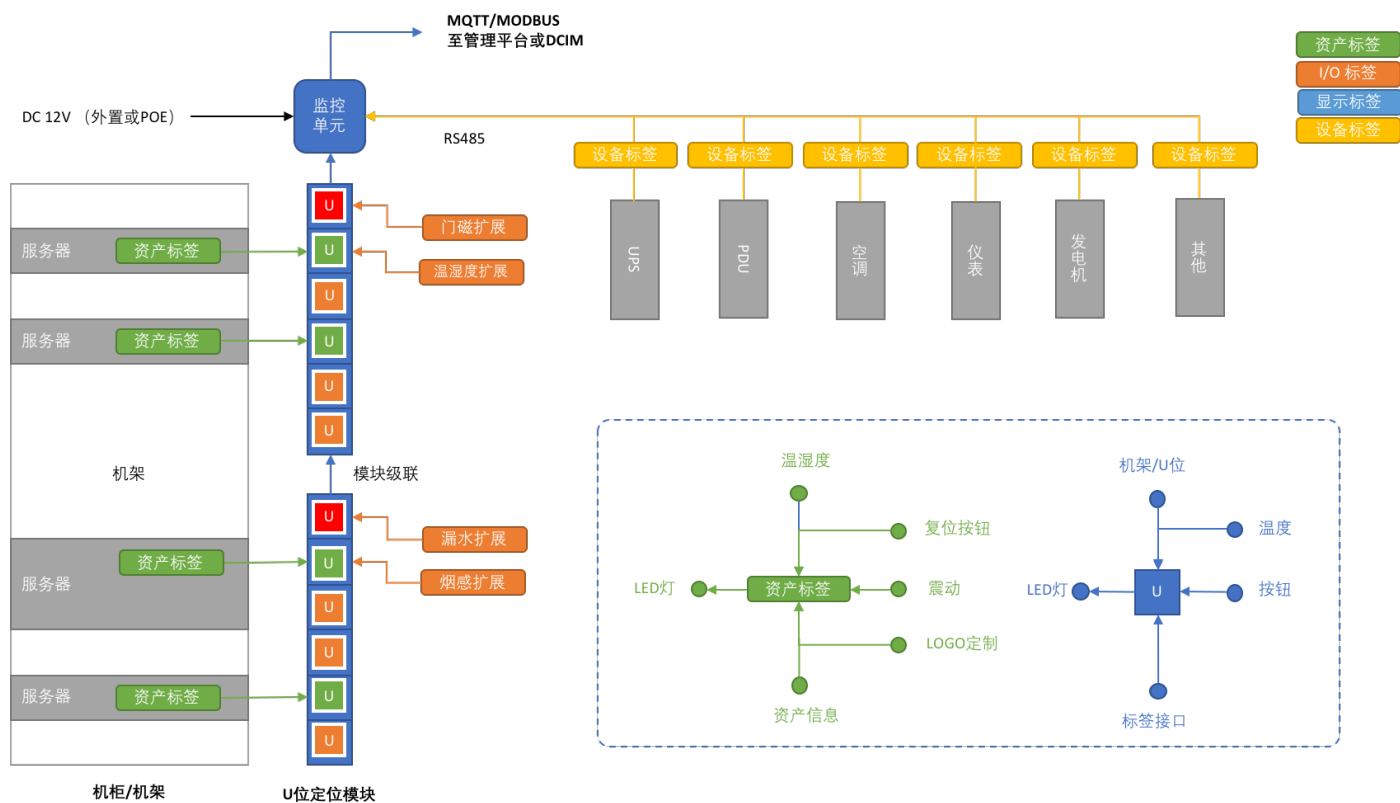 MQTT/MODBUS
至管理平台或DCIM
资产标签
I/O 标签
显示标签
设备标签
监控
单元
DC 12V （外置或POE）
RS485
设备标签
设备标签
设备标签
设备标签
设备标签
设备标签
UPS
PDU
空调
仪表
发电机
其他
U
门磁扩展
服务器
资产标签
U
温湿度扩展
U
服务器
资产标签
U
U
U
机架
模块级联
U
漏水扩展
服务器
资产标签
U
烟感扩展
U
U
服务器
资产标签
U
U
机柜/机架
U位定位模块
温湿度
复位按钮
LED灯
资产标签
震动
LOGO定制
资产信息
机架/U位
温度
LED灯
U
按钮
标签接口